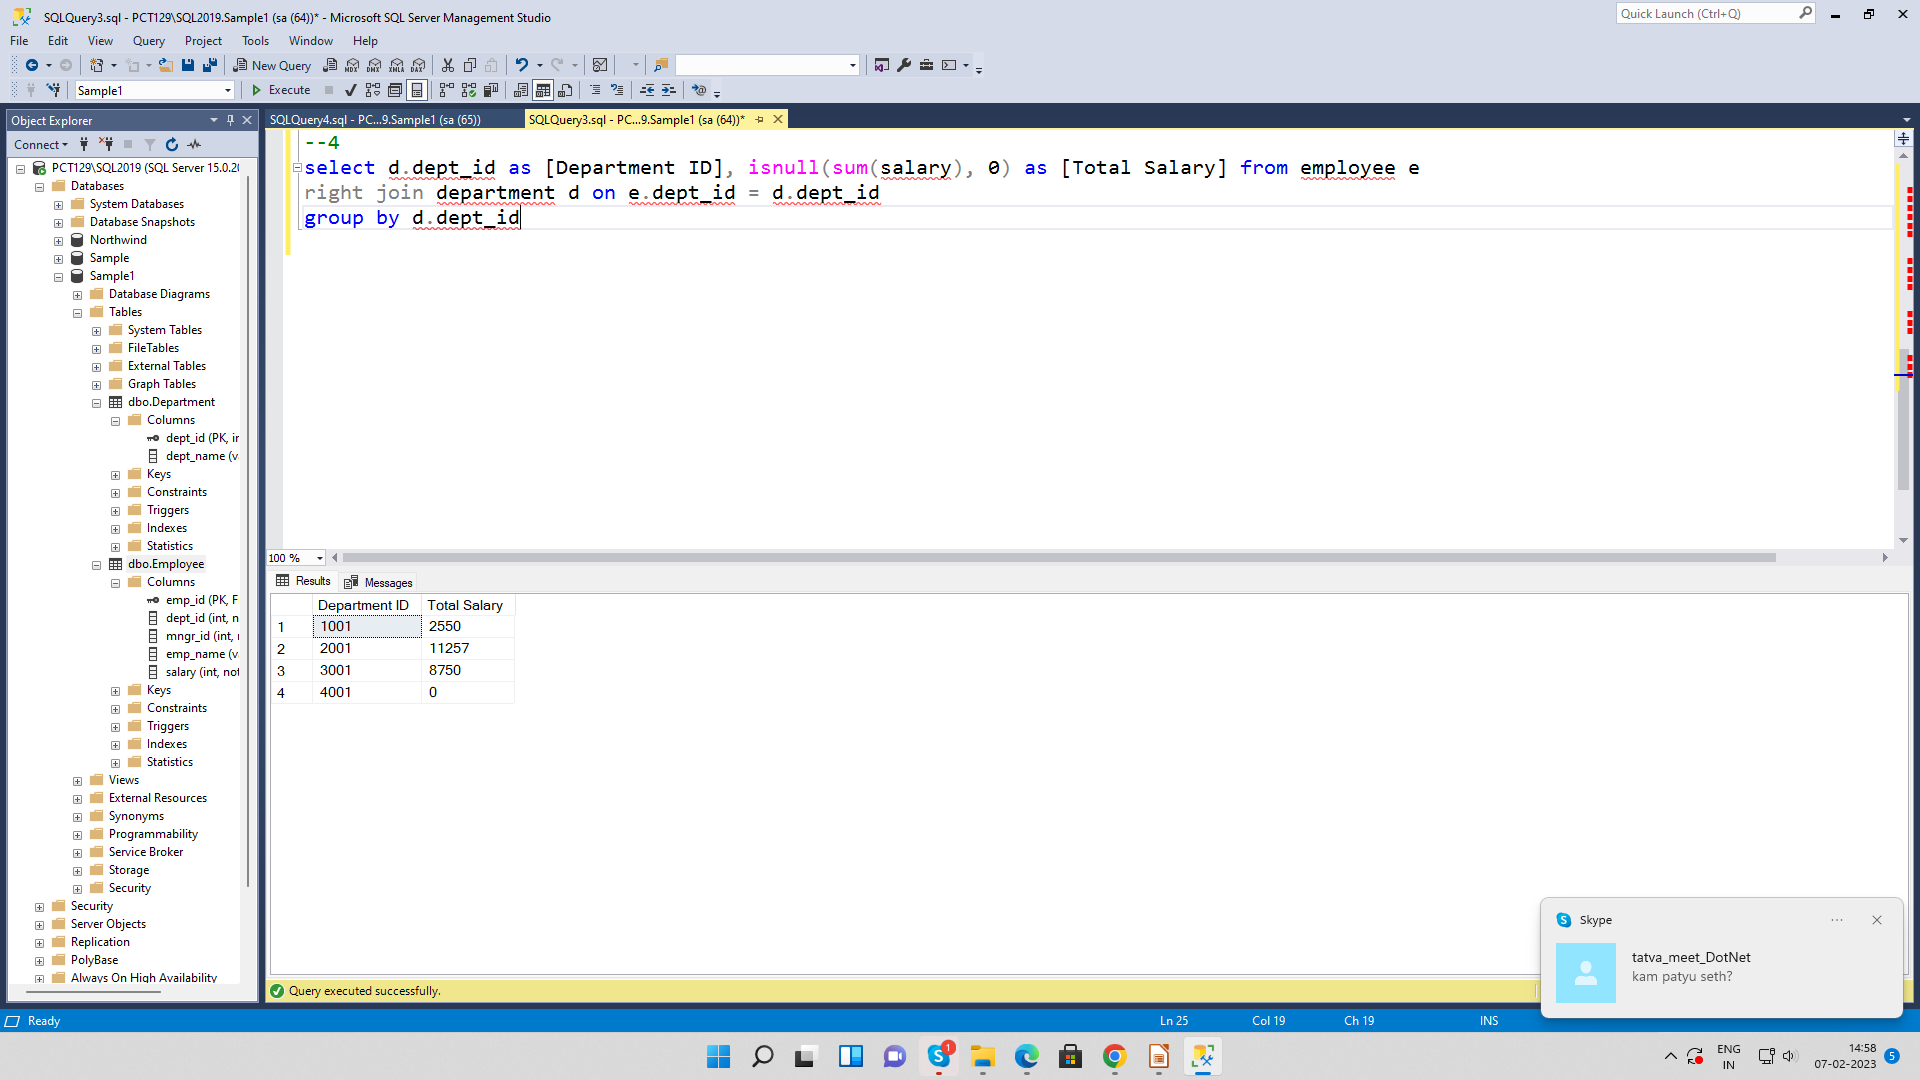 SQLQuery3.sql - PCT129\SQL2019.Sample1 (sa (64))* - Microsoft SQL Server Management Studio
Quick Launch (Ctrl+Q)
File Edit View Query Project Tools Window Help
New Query
MDX DMX XMLA DAX
Sample1 Execute
Object Explorer
SQLQuery4.sql - PC...9.Sample1 (sa (65))
SQLQuery3.sql - PC...9.Sample1 (sa (64))*
Connect
PCT129\SQL2019 (SQL Server 15.0.20
Databases
System Databases
Database Snapshots
Northwind
Sample
Sample1
Database Diagrams
Tables
System Tables
FileTables
External Tables
Graph Tables
dbo.Department
Columns
dept_id (PK, in
dept_name (va
Keys
Constraints
Triggers
Indexes
Statistics
dbo.Employee
Columns
emp_id (PK, F
dept_id (int, n
mngr_id (int, n
emp_name (va
salary (int, not
Keys
Constraints
Triggers
Indexes
Statistics
Views
External Resources
Synonyms
Programmability
Service Broker
Storage
Security
Security
Server Objects
Replication
PolyBase
Always On High Availability
--4
select d.dept_id as [Department ID], isnull(sum(salary), 0) as [Total Salary] from employee e
right join department d on e.dept_id = d.dept_id
group by d.dept_id
100 %
Results Messages
Department ID Total Salary
1 1001 2550
2 2001 11257
3 3001 8750
4 4001 0
Query executed successfully.
Skype
tatva_meet_DotNet
kam patyu seth?
Ready Ln 25 Col 19 Ch 19 INS
1
ENG
IN
14:58
07-02-2023
5